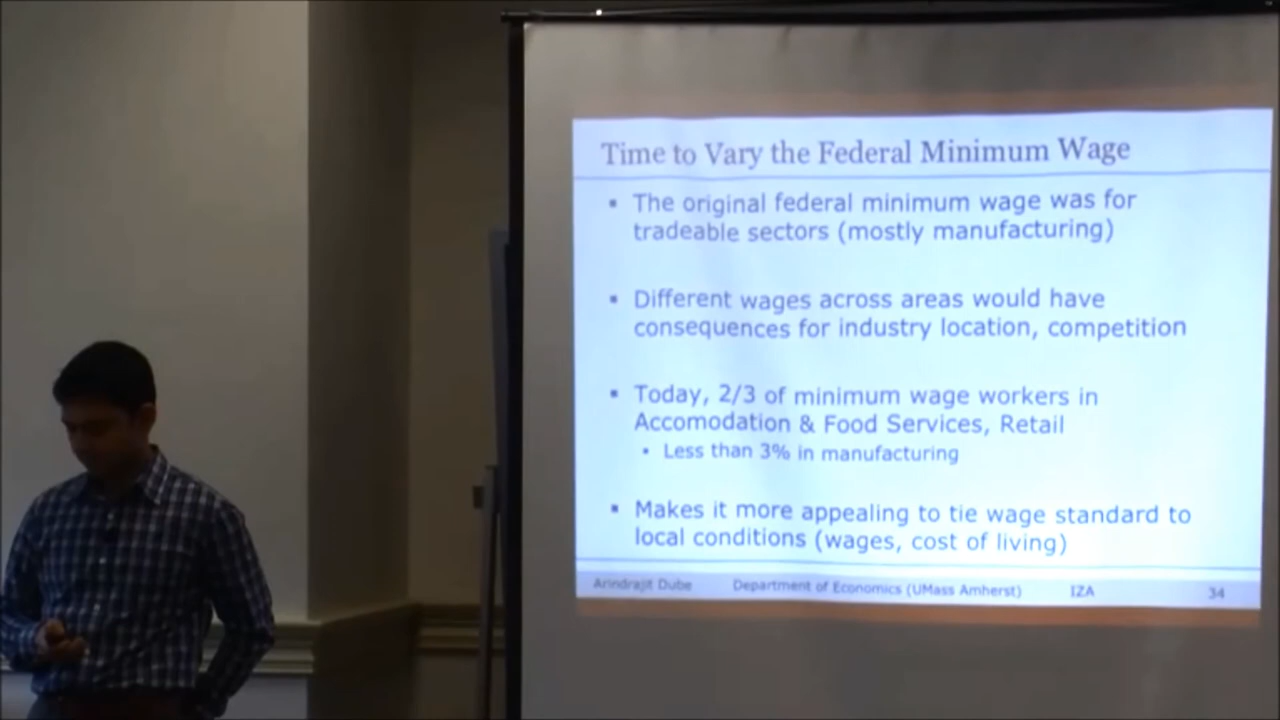 Time to Vary the Federal Minimum Wage
▪ The original federal minimum wage was for
tradeable sectors (mostly manufacturing)
▪ Different wages across areas would have
consequences for industry location, competition
▪ Today, 2/3 of minimum wage workers in
Accomodation & Food Services, Retail
• Less than 3% in manufacturing
▪ Makes it more appealing to tie wage standard to
local conditions (wages, cost of living)
Arindrajit Dube Department of Economics (UMass Amherst) IZA 34